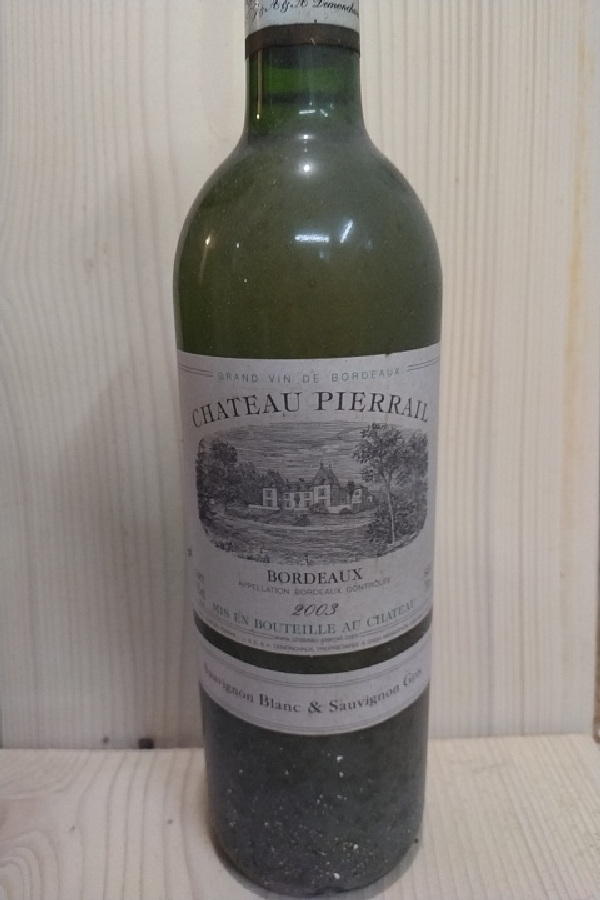 GRAND VIN DE BORDEAUX
CHATEAU PIERRAIL
BORDEAUX
APPELLATION BORDEAUX CONTRÔLÉE
2003
MIS EN BOUTEILLE AU CHATEAU
Sauvignon Blanc & Sauvignon Gris